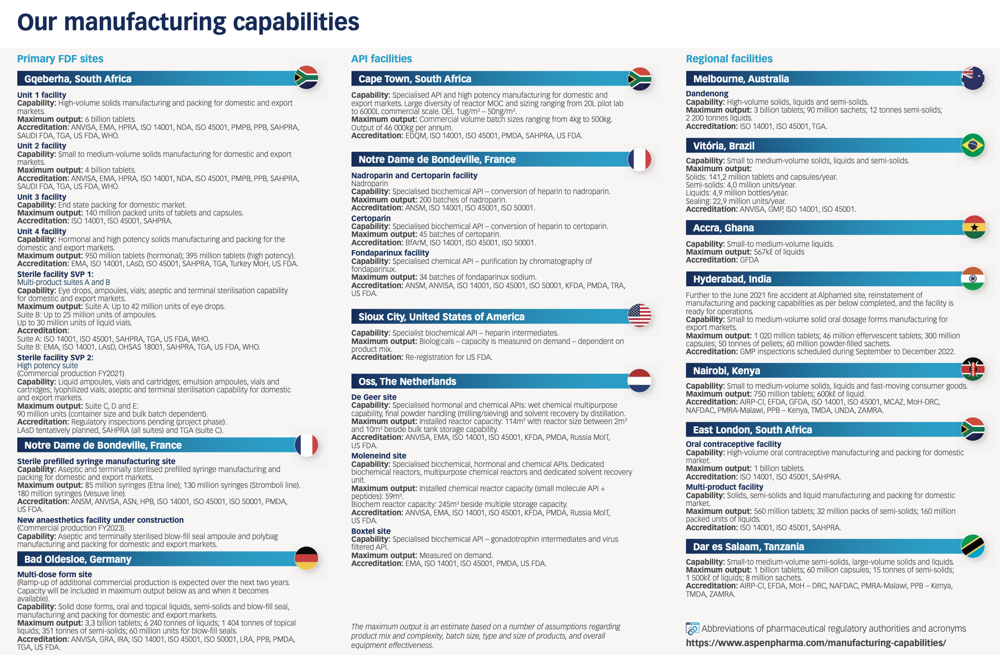 Our manufacturing capabilities
Primary FDF sites
Gqeberha, South Africa
Unit 1 facility
Capability: High-volume solids manufacturing and packing for domestic and export
markets.
Maximum output: 6 billion tablets.
Accreditation: ANVISA, EMA, HPRA, ISO 14001, NDA, ISO 45001, PMPB, PPB, SAHPRA,
SAUDI FDA, TGA, US FDA, WHO.
Unit 2 facility
Capability: Small to medium-volume solids manufacturing for domestic and export
markets.
Maximum output: 4 billion tablets.
Accreditation: ANVISA, EMA, HPRA, ISO 14001, NDA, ISO 45001, PMPB, PPB, SAHPRA,
SAUDI FDA, TGA, US FDA, WHO.
Unit 3 facility
Capability: End state packing for domestic market.
Maximum output: 140 million packed units of tablets and capsules.
Accreditation: ISO 14001, ISO 45001, SAHPRA.
Unit 4 facility
Capability: Hormonal and high potency solids manufacturing and packing for the
domestic and export markets.
Maximum output: 950 million tablets (hormonal); 395 million tablets (high potency).
Accreditation: EMA, ISO 14001, LAsD, ISO 45001, SAHPRA, TGA, Turkey MoH, US FDA.
Sterile facility SVP 1:
Multi-product suites A and B
Capability: Eye drops, ampoules, vials; aseptic and terminal sterilisation capability
for domestic and export markets.
Maximum output: Suite A: Up to 42 million units of eye drops.
Suite B: Up to 25 million units of ampoules.
Up to 30 million units of liquid vials.
Accreditation:
Suite A: ISO 14001, ISO 45001, SAHPRA, TGA, US FDA, WHO.
Suite B: EMA, ISO 14001, LAsD, OHSAS 18001, SAHPRA, TGA, US FDA, WHO.
Sterile facility SVP 2:
High potency suite
(Commercial production FY2021)
Capability: Liquid ampoules, vials and cartridges; emulsion ampoules, vials and
cartridges; lyophilized vials; aseptic and terminal sterilisation capability for domestic
and export markets.
Maximum output: Suite C, D and E:
90 million units (container size and bulk batch dependent).
Accreditation: Regulatory inspections pending (project phase).
LAsD tentatively planned, SAHPRA (all suites) and TGA (suite C).
Notre Dame de Bondeville, France
Sterile prefilled syringe manufacturing site
Capability: Aseptic and terminally sterilised prefilled syringe manufacturing and
packing for domestic and export markets.
Maximum output: 85 million syringes (Etna line); 130 million syringes (Stromboli line).
180 million syringes (Vesuve line).
Accreditation: ANSM, ANVISA, ASN, HPB, ISO 14001, ISO 45001, ISO 50001, PMDA,
US FDA.
New anaesthetics facility under construction
(Commercial production FY2023).
Capability: Aseptic and terminally sterilised blow-fill seal ampoule and polybag
manufacturing and packing for domestic and export markets.
Bad Oldesloe, Germany
Multi-dose form site
(Ramp-up of additional commercial production is expected over the next two years.
Capacity will be included in maximum output below as and when it becomes
available).
Capability: Solid dose forms, oral and topical liquids, semi-solids and blow-fill seal,
manufacturing and packing for domestic and export markets.
Maximum output: 3,3 billion tablets; 6 240 tonnes of liquids; 1 404 tonnes of topical
liquids; 351 tonnes of semi-solids; 60 million units for blow-fill seals.
Accreditation: ANVISA, GRA, IRA; ISO 14001, ISO 45001, ISO 50001, LRA, PPB, PMDA,
TGA, US FDA.
API facilities
Cape Town, South Africa
Capability: Specialised API and high potency manufacturing for domestic and
export markets. Large diversity of reactor MOC and sizing ranging from 20L pilot lab
to 6000L commercial scale. OEL 1ug/m³ – 50ng/m³.
Maximum output: Commercial volume batch sizes ranging from 4kg to 500kg.
Output of 46 000kg per annum.
Accreditation: EDQM, ISO 14001, ISO 45001, PMDA, SAHPRA, US FDA.
Notre Dame de Bondeville, France
Nadroparin and Certoparin facility
Nadroparin
Capability: Specialised biochemical API – conversion of heparin to nadroparin.
Maximum output: 200 batches of nadroparin.
Accreditation: ANSM, ISO 14001, ISO 45001, ISO 50001.
Certoparin
Capability: Specialised biochemical API – conversion of heparin to certoparin.
Maximum output: 45 batches of certoparin.
Accreditation: BfArM, ISO 14001, ISO 45001, ISO 50001.
Fondaparinux facility
Capability: Specialised chemical API – purification by chromatography of
fondaparinux.
Maximum output: 34 batches of fondaparinux sodium.
Accreditation: ANSM, ANVISA, ISO 14001, ISO 45001, ISO 50001, KFDA, PMDA, TRA,
US FDA.
Sioux City, United States of America
Capability: Specialist biochemical API – heparin intermediates.
Maximum output: Biologicals – capacity is measured on demand – dependent on
product mix.
Accreditation: Re-registration for US FDA.
Oss, The Netherlands
De Geer site
Capability: Specialised hormonal and chemical APIs: wet chemical multipurpose
capability, final powder handling (milling/sieving) and solvent recovery by distillation.
Maximum output: Installed reactor capacity: 114m³ with reactor size between 2m³
and 10m³ beside bulk tank storage capability.
Accreditation: ANVISA, EMA, ISO 14001, ISO 45001, KFDA, PMDA, Russia MoIT,
US FDA.
Moleneind site
Capability: Specialised biochemical, hormonal and chemical APIs. Dedicated
biochemical reactors, multipurpose chemical reactors and dedicated solvent recovery
unit.
Maximum output: Installed chemical reactor capacity (small molecule API +
peptides): 59m³.
Biochem reactor capacity: 245m³ beside multiple storage capacity.
Accreditation: ANVISA, EMA, ISO 14001, ISO 45001, KFDA, PMDA, Russia MoIT,
US FDA.
Boxtel site
Capability: Specialised biochemical API – gonadotrophin intermediates and virus
filtered API.
Maximum output: Measured on demand.
Accreditation: EMA, ISO 14001, ISO 45001, PMDA, US FDA.
The maximum output is an estimate based on a number of assumptions regarding
product mix and complexity, batch size, type and size of products, and overall
equipment effectiveness.
Regional facilities
Melbourne, Australia
Dandenong
Capability: High-volume solids, liquids and semi-solids.
Maximum output: 3 billion tablets; 90 million sachets; 12 tonnes semi-solids;
2 200 tonnes liquids.
Accreditation: ISO 14001, ISO 45001, TGA.
Vitória, Brazil
Capability: Small to medium-volume solids, liquids and semi-solids.
Maximum output:
Solids: 141,2 million tablets and capsules/year.
Semi-solids: 4,0 million units/year.
Liquids: 4,9 million bottles/year.
Sealing: 22,9 million units/year.
Accreditation: ANVISA, GMP, ISO 14001, ISO 45001.
Accra, Ghana
Capability: Small-to medium-volume liquids.
Maximum output: 567kℓ of liquids
Accreditation: GFDA
Hyderabad, India
Further to the June 2021 fire accident at Alphamed site, reinstatement of
manufacturing and packing capabilities as per below completed, and the facility is
ready for operations.
Capability: Small to medium-volume solid oral dosage forms manufacturing for
export markets.
Maximum output: 1 020 million tablets; 46 million effervescent tablets; 300 million
capsules; 50 tonnes of pellets; 60 million powder-filled sachets.
Accreditation: GMP inspections scheduled during September to December 2022.
Nairobi, Kenya
Capability: Small to medium-volume solids, liquids and fast-moving consumer goods.
Maximum output: 750 million tablets; 600kℓ of liquid.
Accreditation: AIRP-Cl, EFDA, GFDA, ISO 14001, ISO 45001, MCAZ, MoH-DRC,
NAFDAC, PMRA-Malawi, PPB – Kenya, TMDA, UNDA, ZAMRA.
East London, South Africa
Oral contraceptive facility
Capability: High-volume oral contraceptive manufacturing and packing for domestic
market.
Maximum output: 1 billion tablets.
Accreditation: ISO 14001, ISO 45001, SAHPRA.
Multi-product facility
Capability: Solids, semi-solids and liquid manufacturing and packing for domestic
market.
Maximum output: 560 million tablets; 32 million packs of semi-solids; 160 million
packed units of liquids.
Accreditation: ISO 14001, ISO 45001, SAHPRA.
Dar es Salaam, Tanzania
Capability: Small-to medium-volume semi-solids, large-volume solids and liquids.
Maximum output: 1 billion tablets; 60 million capsules; 15 tonnes of semi-solids;
1 500kℓ of liquids; 8 million sachets.
Accreditation: AIRP-Cl, EFDA, MoH – DRC, NAFDAC, PMRA-Malawi, PPB – Kenya,
TMDA, ZAMRA.
Abbreviations of pharmaceutical regulatory authorities and acronyms
https://www.aspenpharma.com/manufacturing-capabilities/